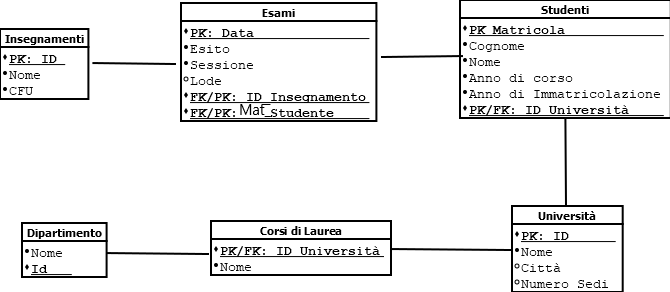 Insegnamenti
PK: ID
Nome
CFU
Esami
PK: Data
Esito
Sessione
Lode
FK/PK: ID_Insegnamento
FK/PK: Mat_Studente
Studenti
PK Matricola
Cognome
Nome
Anno di corso
Anno di Immatricolazione
PK/FK: ID Università
Dipartimento
Nome
Id
Corsi di Laurea
PK/FK: ID Università
Nome
Università
PK: ID
Nome
Città
Numero Sedi